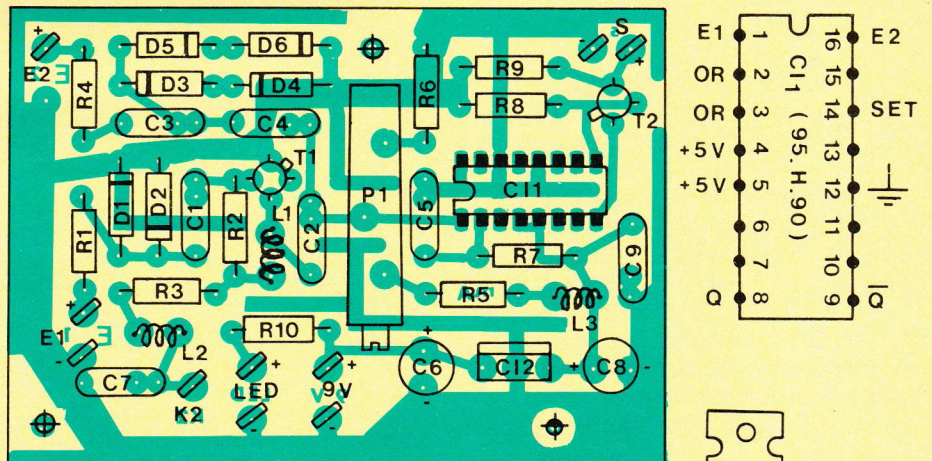 D5
D6
S
E2
R4
D3
D4
R6
R9
R8
C3
C4
T2
T1
P1
R1
D1
D2
C1
R2
L1
C2
C5
CI1
R7
C9
R3
R5
L3
E1
L2
R10
C7
K2
LED
9V
C6
CI2
C8
E1 1
16 E2
OR 2
15
OR 3
14 SET
+5V 4
13
+5V 5
12
6
11
7
10
Q 8
9 Q̅
CI1 (95.H.90)